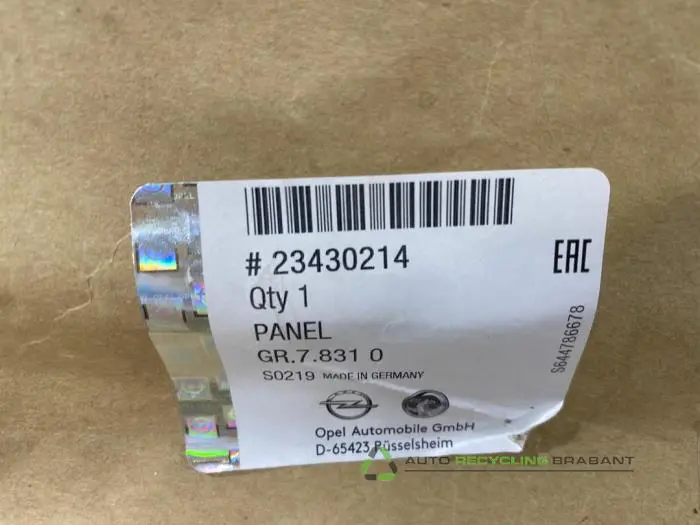 # 23430214
EAC
Qty 1
PANEL
GR.7.831 0
S0219 MADE IN GERMANY
S644786678
Opel Automobile GmbH
D-65423 Rüsselsheim
AUTO RECYCLING BRABANT